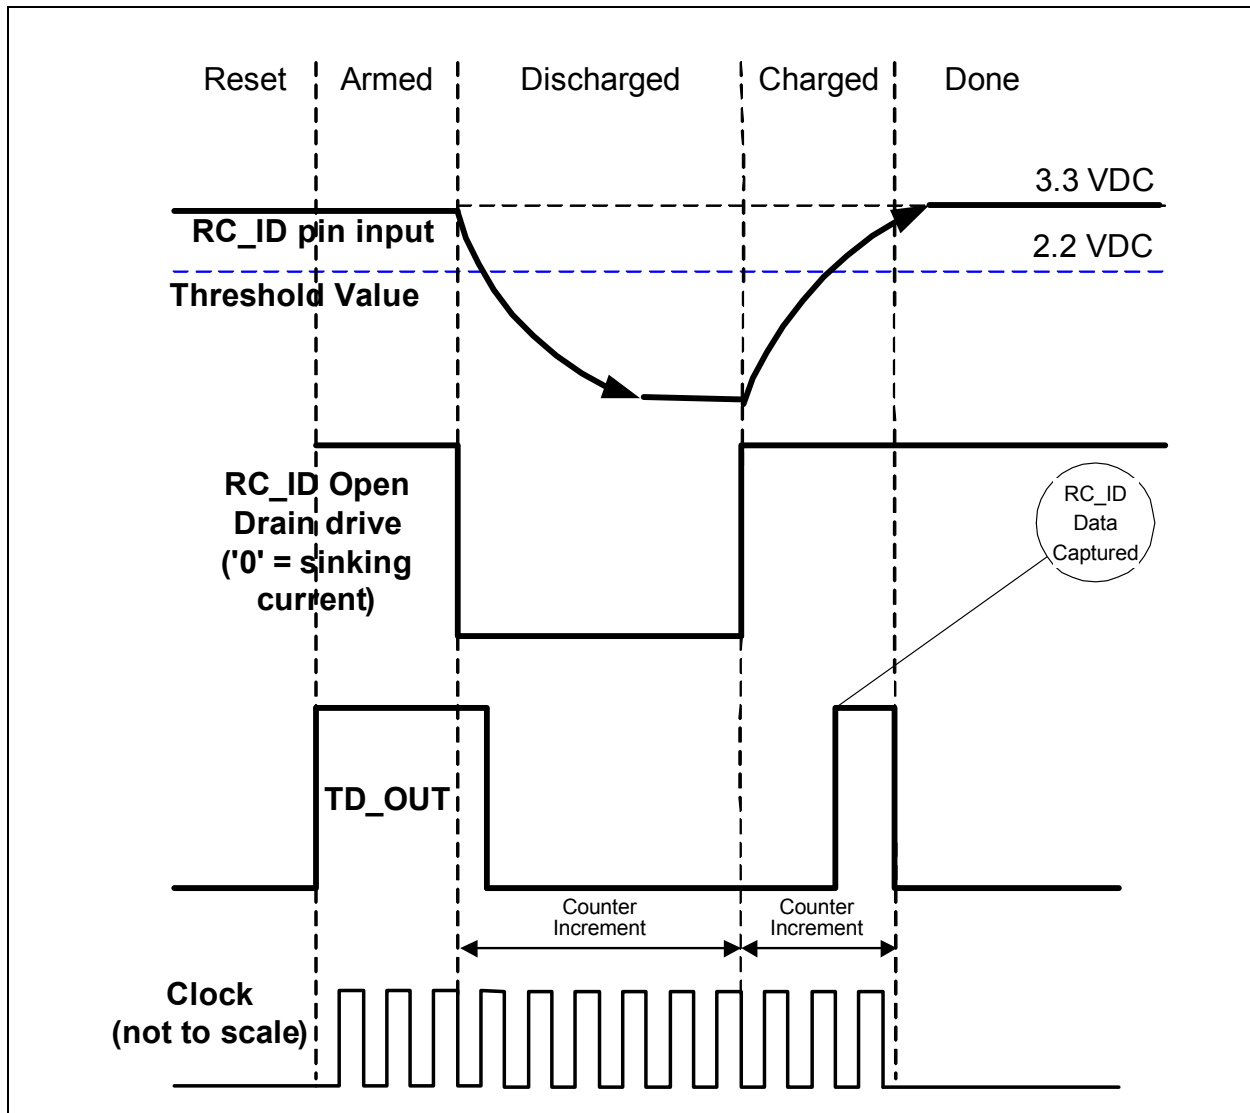 Reset
Armed
Discharged
Charged
Done
3.3 VDC
RC_ID pin input
2.2 VDC
Threshold Value
RC_ID Open
Drain drive
('0' = sinking
current)
RC_ID
Data
Captured
TD_OUT
Counter
Increment
Counter
Increment
Clock
(not to scale)